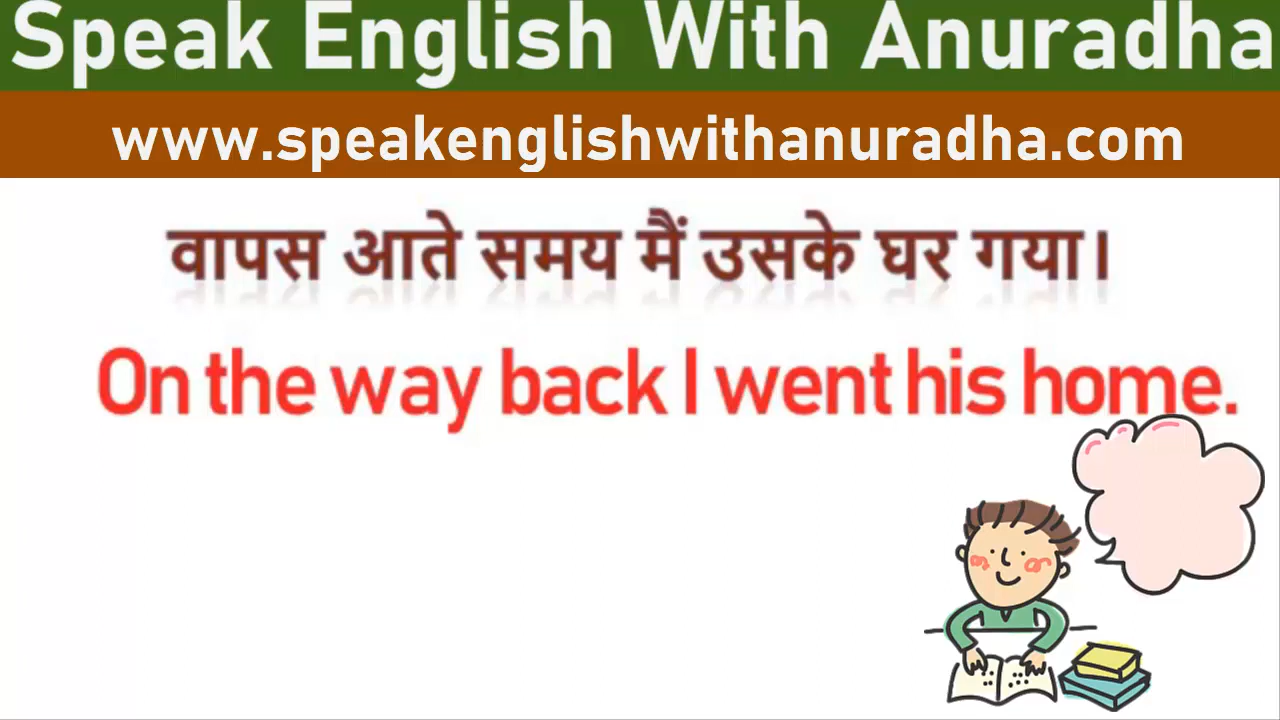 Speak English With Anuradha
www.speakenglishwithanuradha.com
वापस आते समय मैं उसके घर गया।
On the way back I went his home.